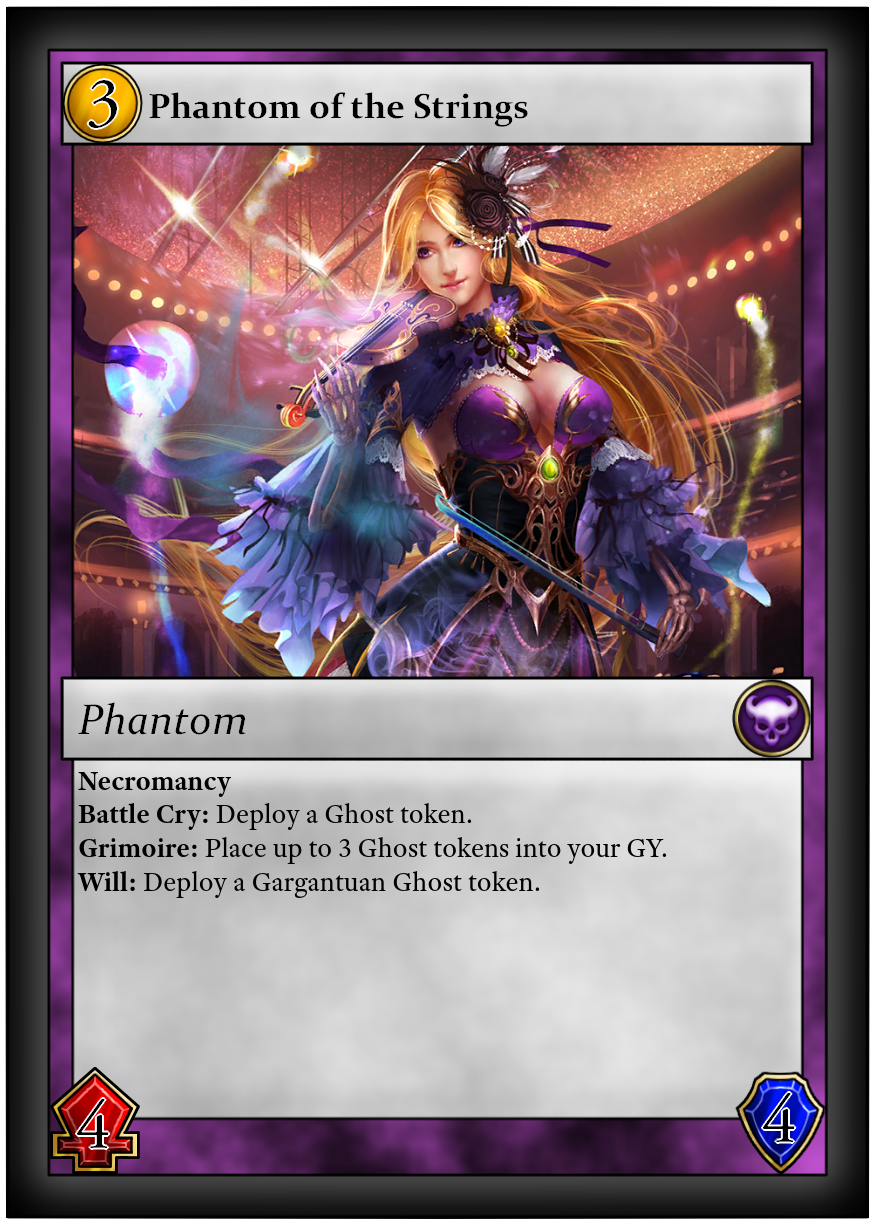 3 Phantom of the Strings
Phantom
Necromancy
Battle Cry: Deploy a Ghost token.
Grimoire: Place up to 3 Ghost tokens into your GY.
Will: Deploy a Gargantuan Ghost token.
4 4